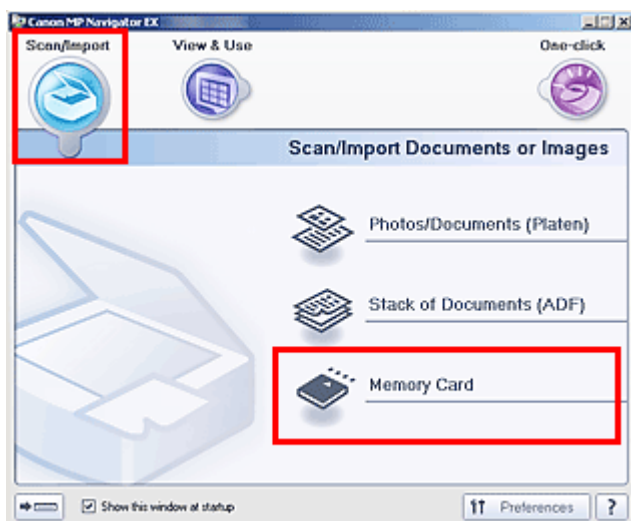 Canon MP Navigator EX
Scan/Import
View & Use
One-click
Scan/Import Documents or Images
Photos/Documents (Platen)
Stack of Documents (ADF)
Memory Card
Show this window at startup
Preferences
?